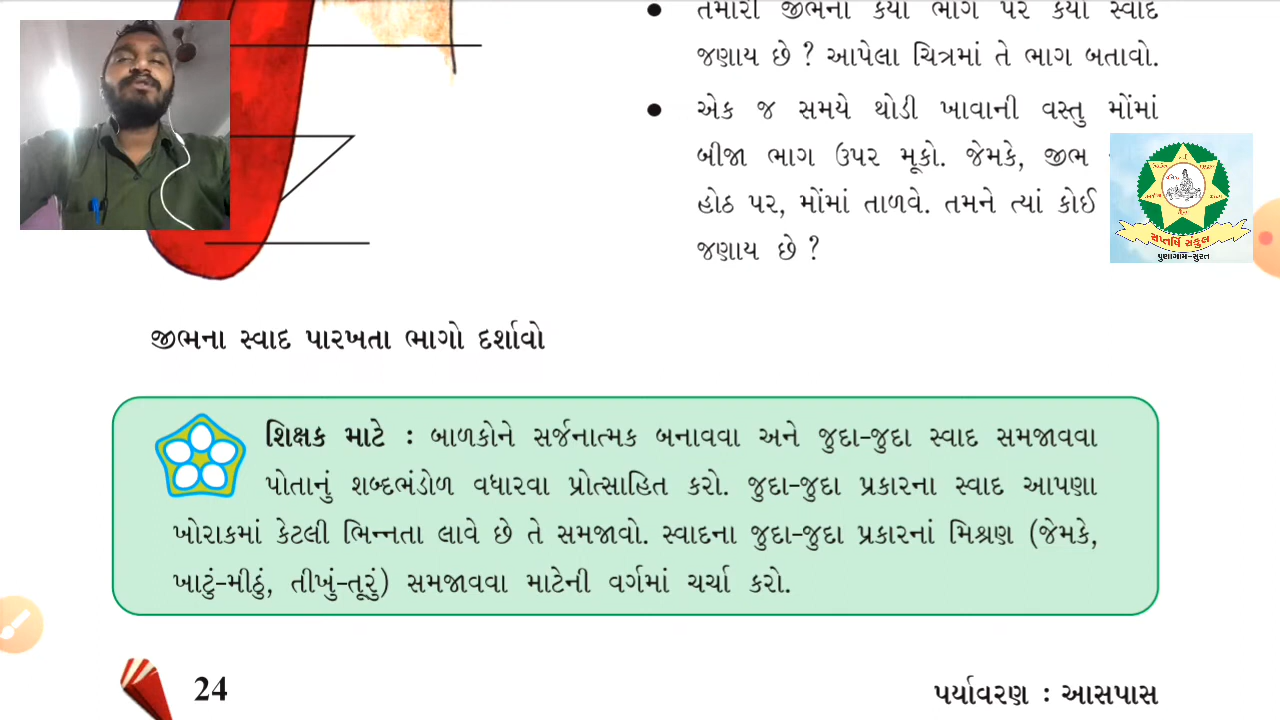 તમારી જીભના કયા ભાગ પર કયો સ્વાદ
જણાય છે ? આપેલા ચિત્રમાં તે ભાગ બતાવો.
એક જ સમયે થોડી ખાવાની વસ્તુ મોંમાં
બીજા ભાગ ઉપર મૂકો. જેમકે, જીભ
હોઠ પર, મોંમાં તાળવે. તમને ત્યાં કોઈ
જણાય છે ?
સપ્તર્ષિ સંકુલ
પુણાગામ-સુરત
જીભના સ્વાદ પારખતા ભાગો દર્શાવો
શિક્ષક માટે : બાળકોને સર્જનાત્મક બનાવવા અને જુદા-જુદા સ્વાદ સમજાવવા
પોતાનું શબ્દભંડોળ વધારવા પ્રોત્સાહિત કરો. જુદા-જુદા પ્રકારના સ્વાદ આપણા
ખોરાકમાં કેટલી ભિન્નતા લાવે છે તે સમજાવો. સ્વાદના જુદા-જુદા પ્રકારનાં મિશ્રણ (જેમકે,
ખાટું-મીઠું, તીખું-તૂરું) સમજાવવા માટેની વર્ગમાં ચર્ચા કરો.
24
પર્યાવરણ : આસપાસ